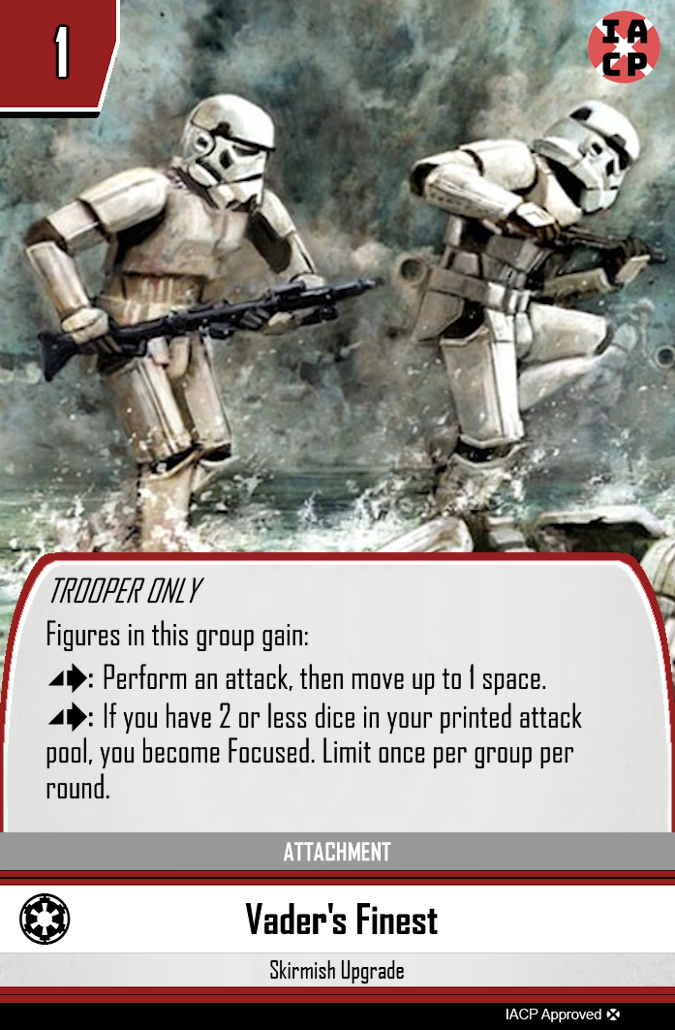 1
IA
CP
TROOPER ONLY
Figures in this group gain:
: Perform an attack, then move up to 1 space.
: If you have 2 or less dice in your printed attack
pool, you become Focused. Limit once per group per
round.
ATTACHMENT
Vader's Finest
Skirmish Upgrade
IACP Approved